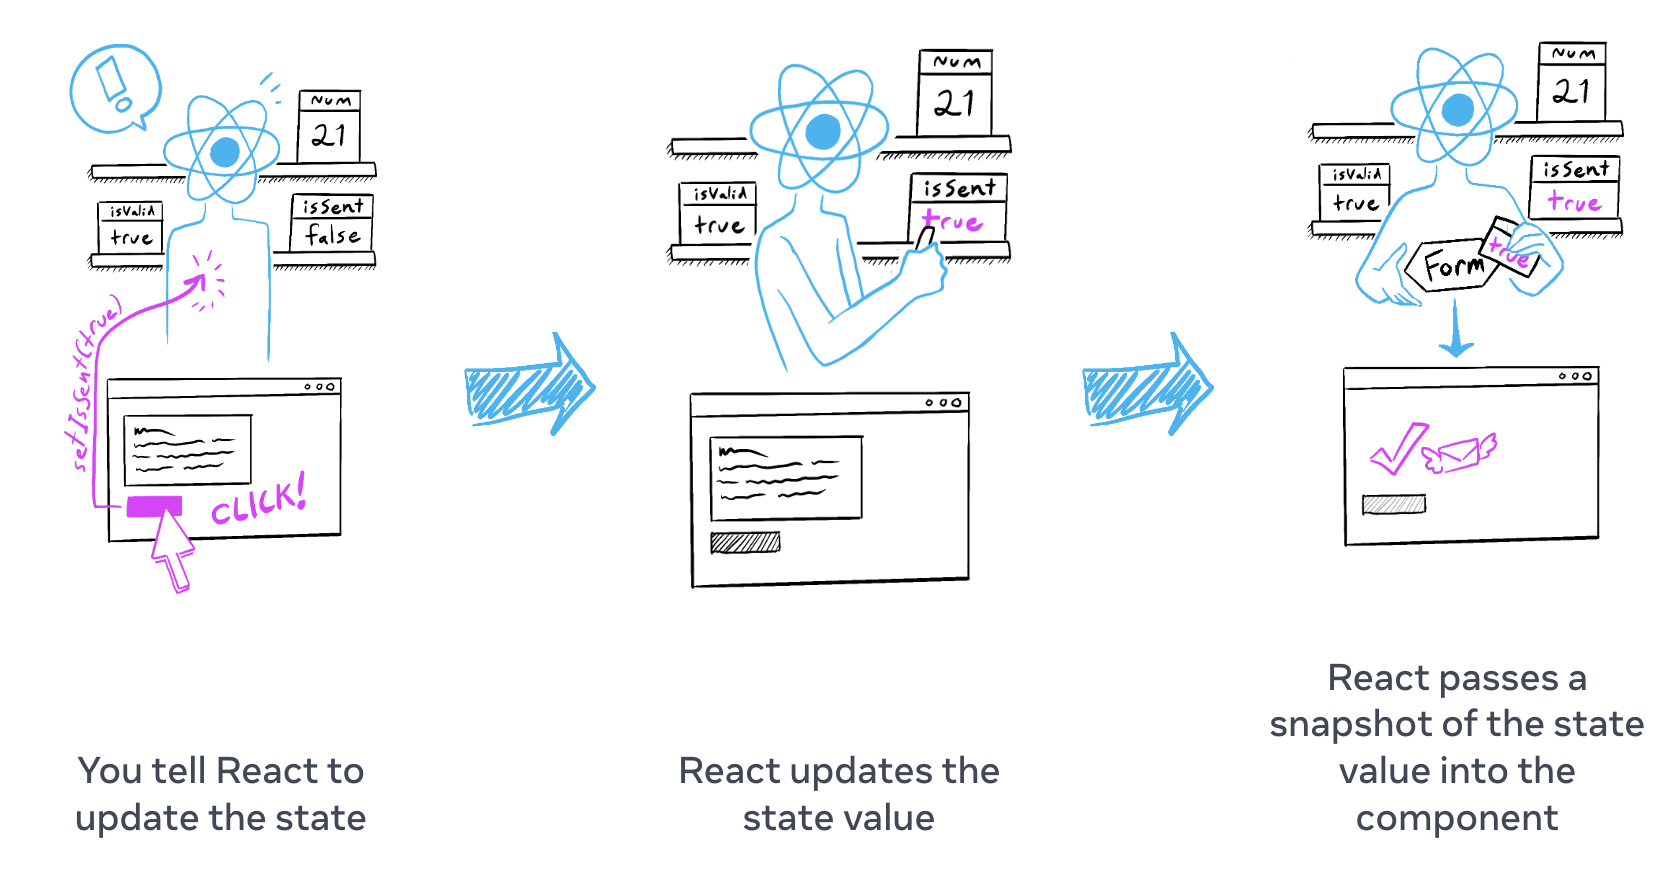 !
NUM
21
isValid
true
isSent
false
setIsSent(true)
CLICK!
You tell React to
update the state
NUM
21
isValid
true
isSent
true
React updates the
state value
NUM
21
isValid
true
isSent
true
Form
true
React passes a
snapshot of the state
value into the
component